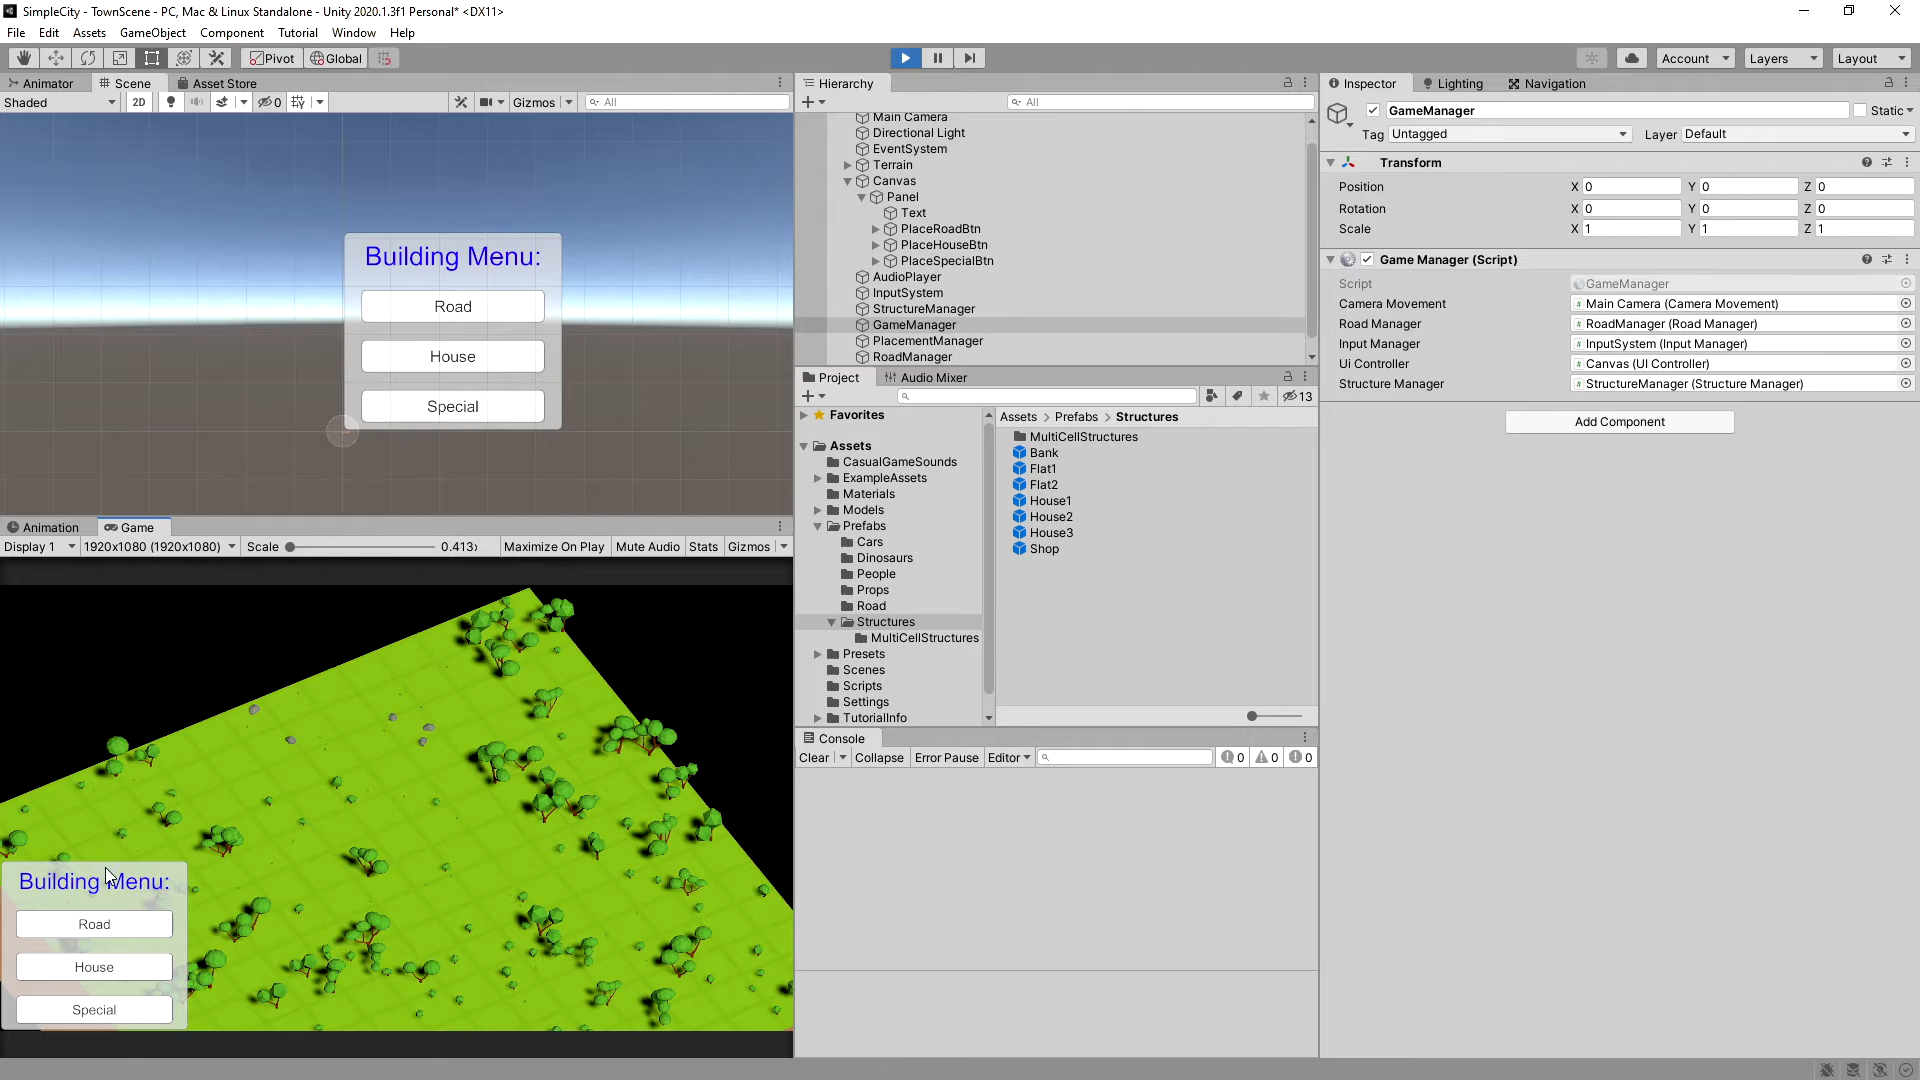 SimpleCity - TownScene - PC, Mac & Linux Standalone - Unity 2020.1.3f1 Personal* <DX11>
File Edit Assets GameObject Component Tutorial Window Help
Pivot Global Account Layers Layout
Animator Scene Asset Store
Shaded 2D 0 Gizmos All
Building Menu:
Road
House
Special
Animation Game
Display 1 1920x1080 (1920x1080) Scale 0.413x Maximize On Play Mute Audio Stats Gizmos
Building Menu:
Road
House
Special
Hierarchy
All
Main Camera
Directional Light
EventSystem
Terrain
Canvas
Panel
Text
PlaceRoadBtn
PlaceHouseBtn
PlaceSpecialBtn
AudioPlayer
InputSystem
StructureManager
GameManager
PlacementManager
RoadManager
Project Audio Mixer
13
Favorites
Assets
CasualGameSounds
ExampleAssets
Materials
Models
Prefabs
Cars
Dinosaurs
People
Props
Road
Structures
MultiCellStructures
Presets
Scenes
Scripts
Settings
TutorialInfo
Assets > Prefabs > Structures
MultiCellStructures
Bank
Flat1
Flat2
House1
House2
House3
Shop
Console
Clear Collapse Error Pause Editor 0 0 0
Inspector Lighting Navigation
GameManager Static
Tag Untagged Layer Default
Transform
Position X 0 Y 0 Z 0
Rotation X 0 Y 0 Z 0
Scale X 1 Y 1 Z 1
Game Manager (Script)
Script GameManager
Camera Movement Main Camera (Camera Movement)
Road Manager RoadManager (Road Manager)
Input Manager InputSystem (Input Manager)
Ui Controller Canvas (UI Controller)
Structure Manager StructureManager (Structure Manager)
Add Component